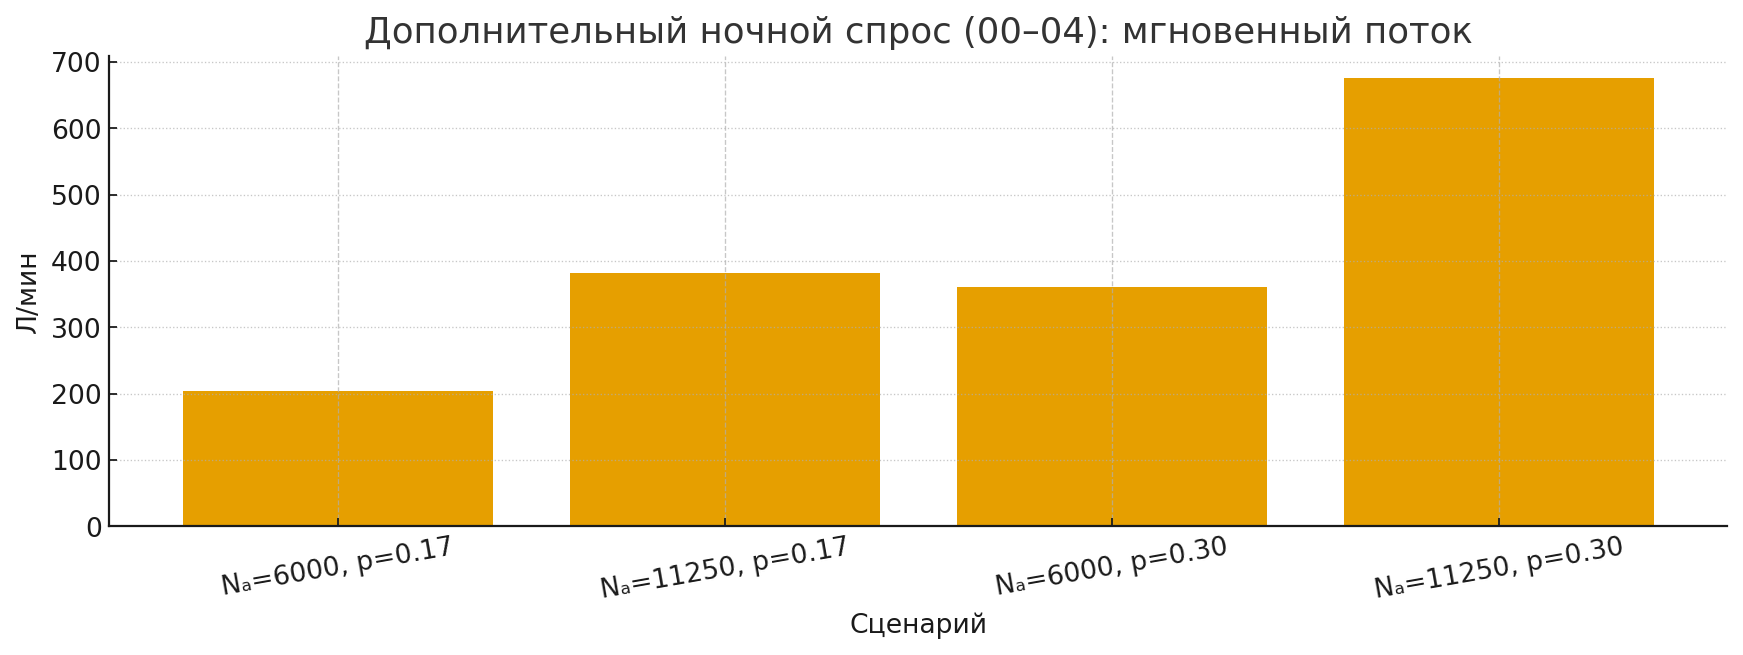 Дополнительный ночной спрос (00–04): мгновенный поток
Л/мин
700
600
500
400
300
200
100
0
Nₐ=6000, p=0.17
Nₐ=11250, p=0.17
Nₐ=6000, p=0.30
Nₐ=11250, p=0.30
Сценарий